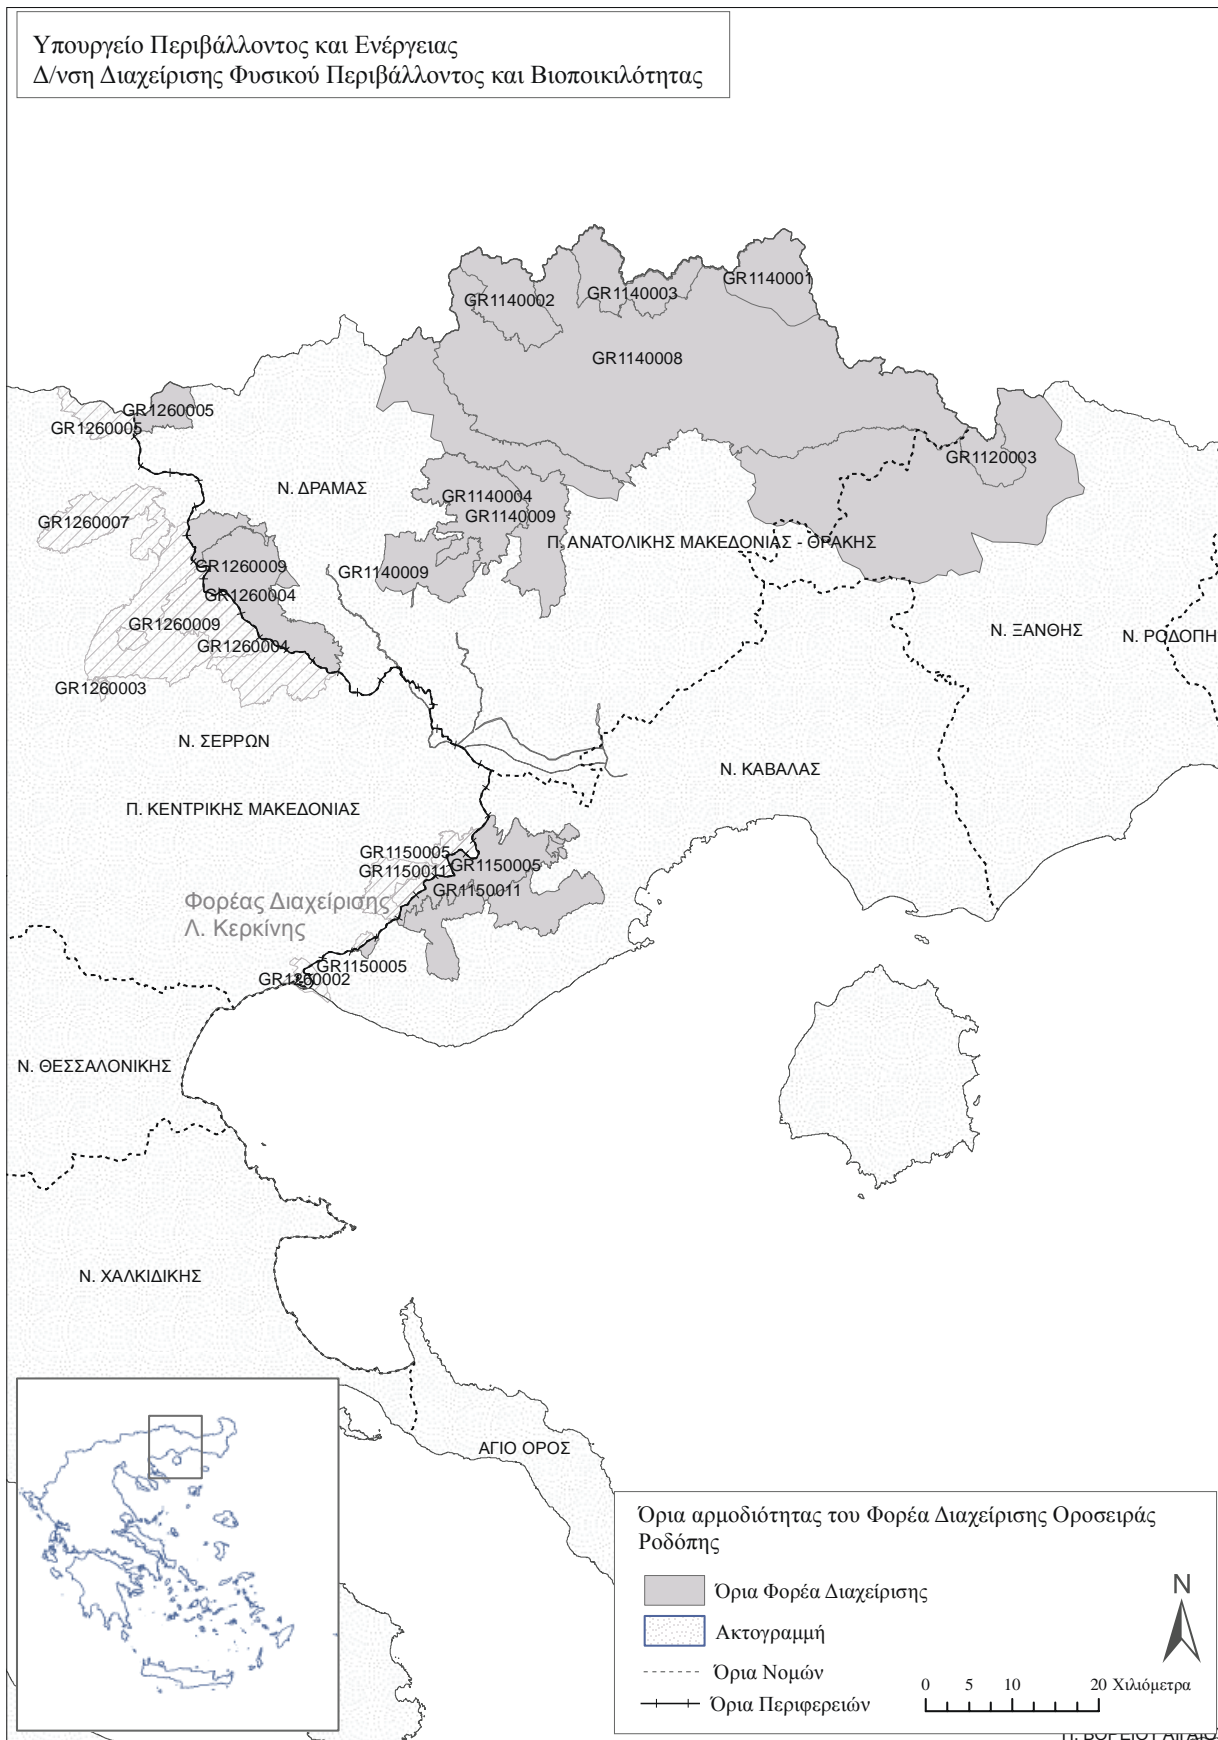 Υπουργείο Περιβάλλοντος και Ενέργειας
Δ/νση Διαχείρισης Φυσικού Περιβάλλοντος και Βιοποικιλότητας
GR1140001
GR1140002
GR1140003
GR1140008
GR1260005
GR1260005
GR1120003
Ν. ΔΡΑΜΑΣ
GR1140004
GR1140009
GR1260007
Π. ΑΝΑΤΟΛΙΚΗΣ ΜΑΚΕΔΟΝΙΑΣ - ΘΡΑΚΗΣ
GR1260009
GR1140009
GR1260004
GR1260009
Ν. ΞΑΝΘΗΣ
Ν. ΡΟΔΟΠΗ
GR1260004
GR1260003
Ν. ΣΕΡΡΩΝ
Ν. ΚΑΒΑΛΑΣ
Π. ΚΕΝΤΡΙΚΗΣ ΜΑΚΕΔΟΝΙΑΣ
GR1150005
GR1150005
GR1150011
GR1150011
Φορέας Διαχείρισης
Λ. Κερκίνης
GR1150005
GR1260002
Ν. ΘΕΣΣΑΛΟΝΙΚΗΣ
Ν. ΧΑΛΚΙΔΙΚΗΣ
ΑΓΙΟ ΟΡΟΣ
Όρια αρμοδιότητας του Φορέα Διαχείρισης Οροσειράς
Ροδόπης
Όρια Φορέα Διαχείρισης
Ακτογραμμή
Όρια Νομών
Όρια Περιφερειών
N
0 5 10 20 Χιλιόμετρα